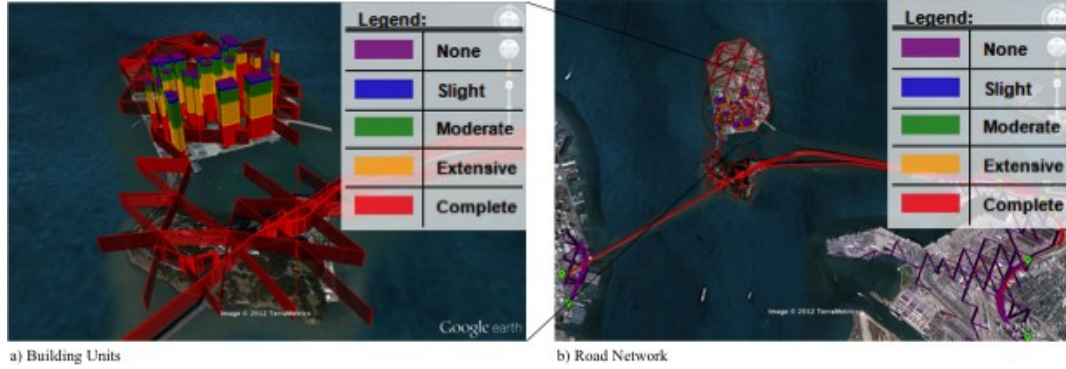 Legend:
None
Slight
Moderate
Extensive
Complete
Image © 2012 TerraMetrics
Google earth
a) Building Units
Legend:
None
Slight
Moderate
Extensive
Complete
Image © 2012 TerraMetrics
b) Road Network